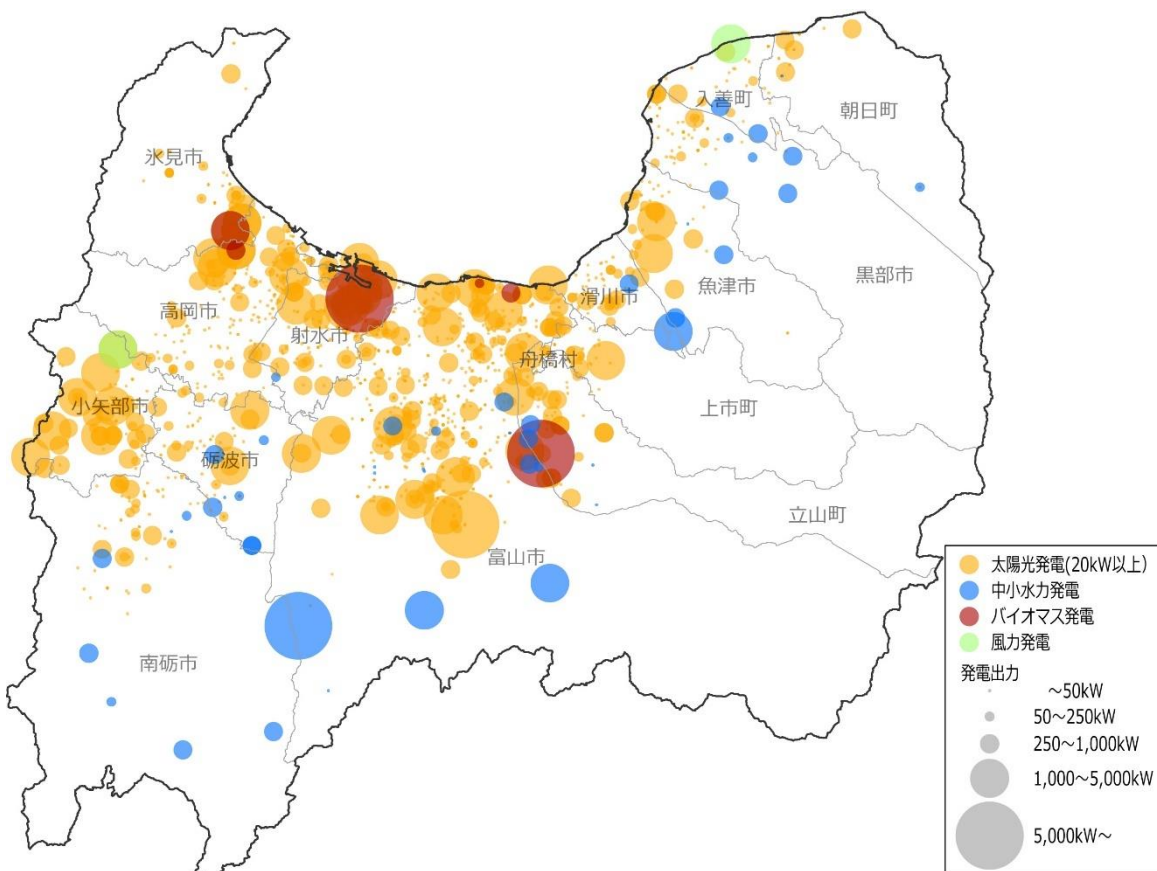 入善町
朝日町
氷見市
黒部市
魚津市
滑川市
高岡市
射水市
舟橋村
上市町
小矢部市
砺波市
立山町
富山市
南砺市
太陽光発電(20kW以上)
中小水力発電
バイオマス発電
風力発電
発電出力
～50kW
50～250kW
250～1,000kW
1,000～5,000kW
5,000kW～